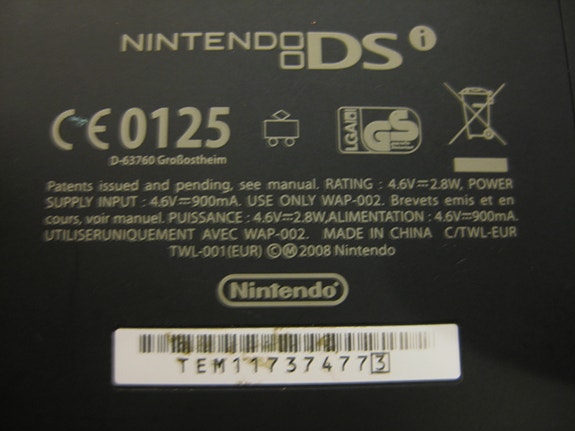 NINTENDO DSi
CE 0125
D-63760 Großostheim
LGA
GS
Patents issued and pending, see manual. RATING : 4.6V⎓2.8W, POWER
SUPPLY INPUT : 4.6V⎓900mA. USE ONLY WAP-002. Brevets emis et en
cours, voir manuel. PUISSANCE : 4.6V⎓2.8W,ALIMENTATION : 4.6V⎓900mA.
UTILISERUNIQUEMENT AVEC WAP-002. MADE IN CHINA C/TWL-EUR
TWL-001(EUR) ©Ⓜ2008 Nintendo
Nintendo®
TEM117374773